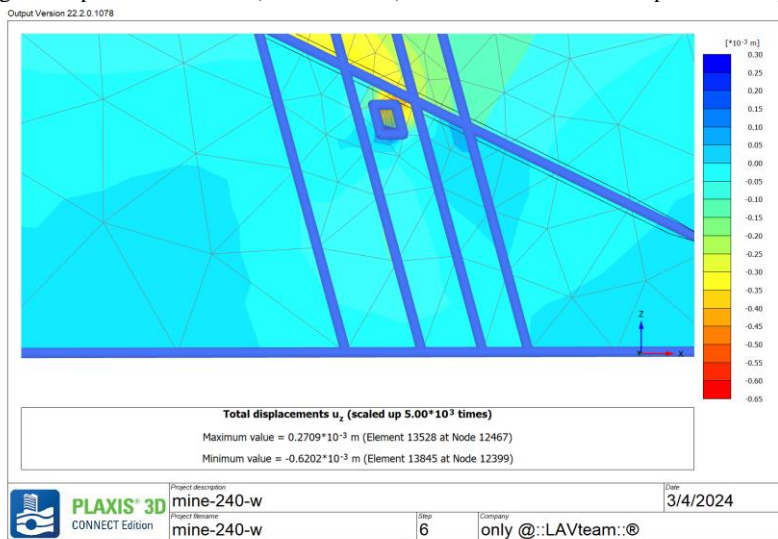 Output Version 22.2.0.1078
[*10-3 m]
0.30
0.25
0.20
0.15
0.10
0.05
0.00
-0.05
-0.10
-0.15
-0.20
-0.25
-0.30
-0.35
-0.40
-0.45
-0.50
-0.55
-0.60
-0.65
Z
Y
X
Total displacements uz (scaled up 5.00*103 times)
Maximum value = 0.2709*10-3 m (Element 13528 at Node 12467)
Minimum value = -0.6202*10-3 m (Element 13845 at Node 12399)
PLAXIS® 3D
CONNECT Edition
Project description
mine-240-w
Date
3/4/2024
Project filename
mine-240-w
Step
6
Company
only @::LAVteam::®